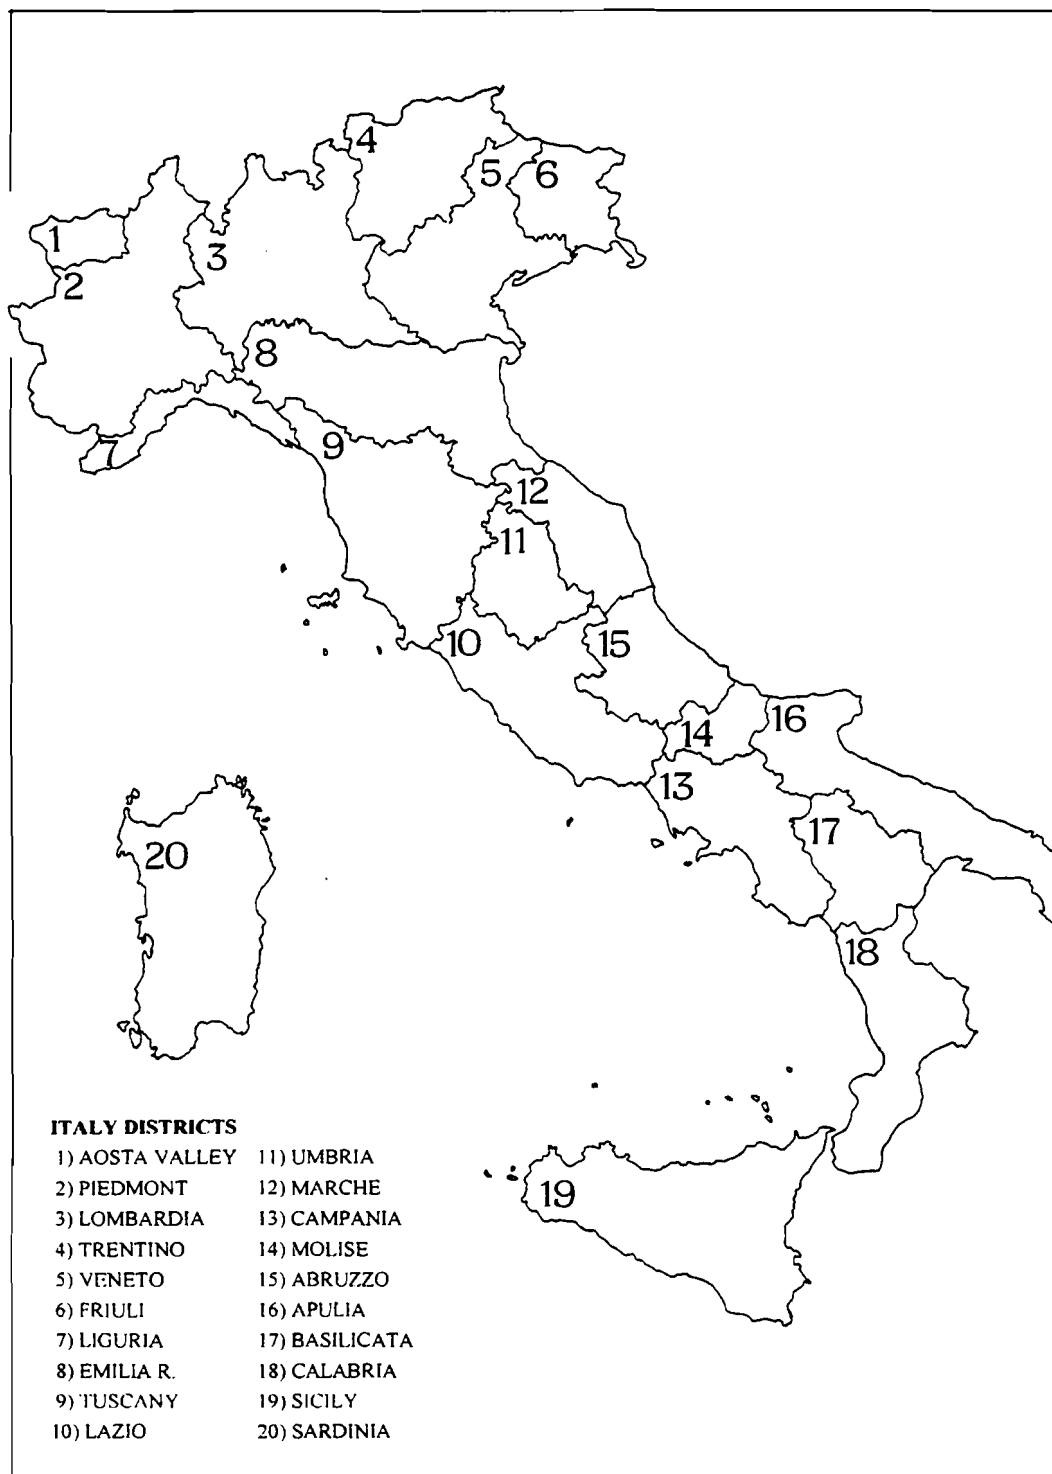 4
5
6
1
3
2
8
7
9
12
11
10
15
16
14
13
17
20
18
19
ITALY DISTRICTS
1) AOSTA VALLEY 11) UMBRIA
2) PIEDMONT 12) MARCHE
3) LOMBARDIA 13) CAMPANIA
4) TRENTINO 14) MOLISE
5) VENETO 15) ABRUZZO
6) FRIULI 16) APULIA
7) LIGURIA 17) BASILICATA
8) EMILIA R. 18) CALABRIA
9) TUSCANY 19) SICILY
10) LAZIO 20) SARDINIA